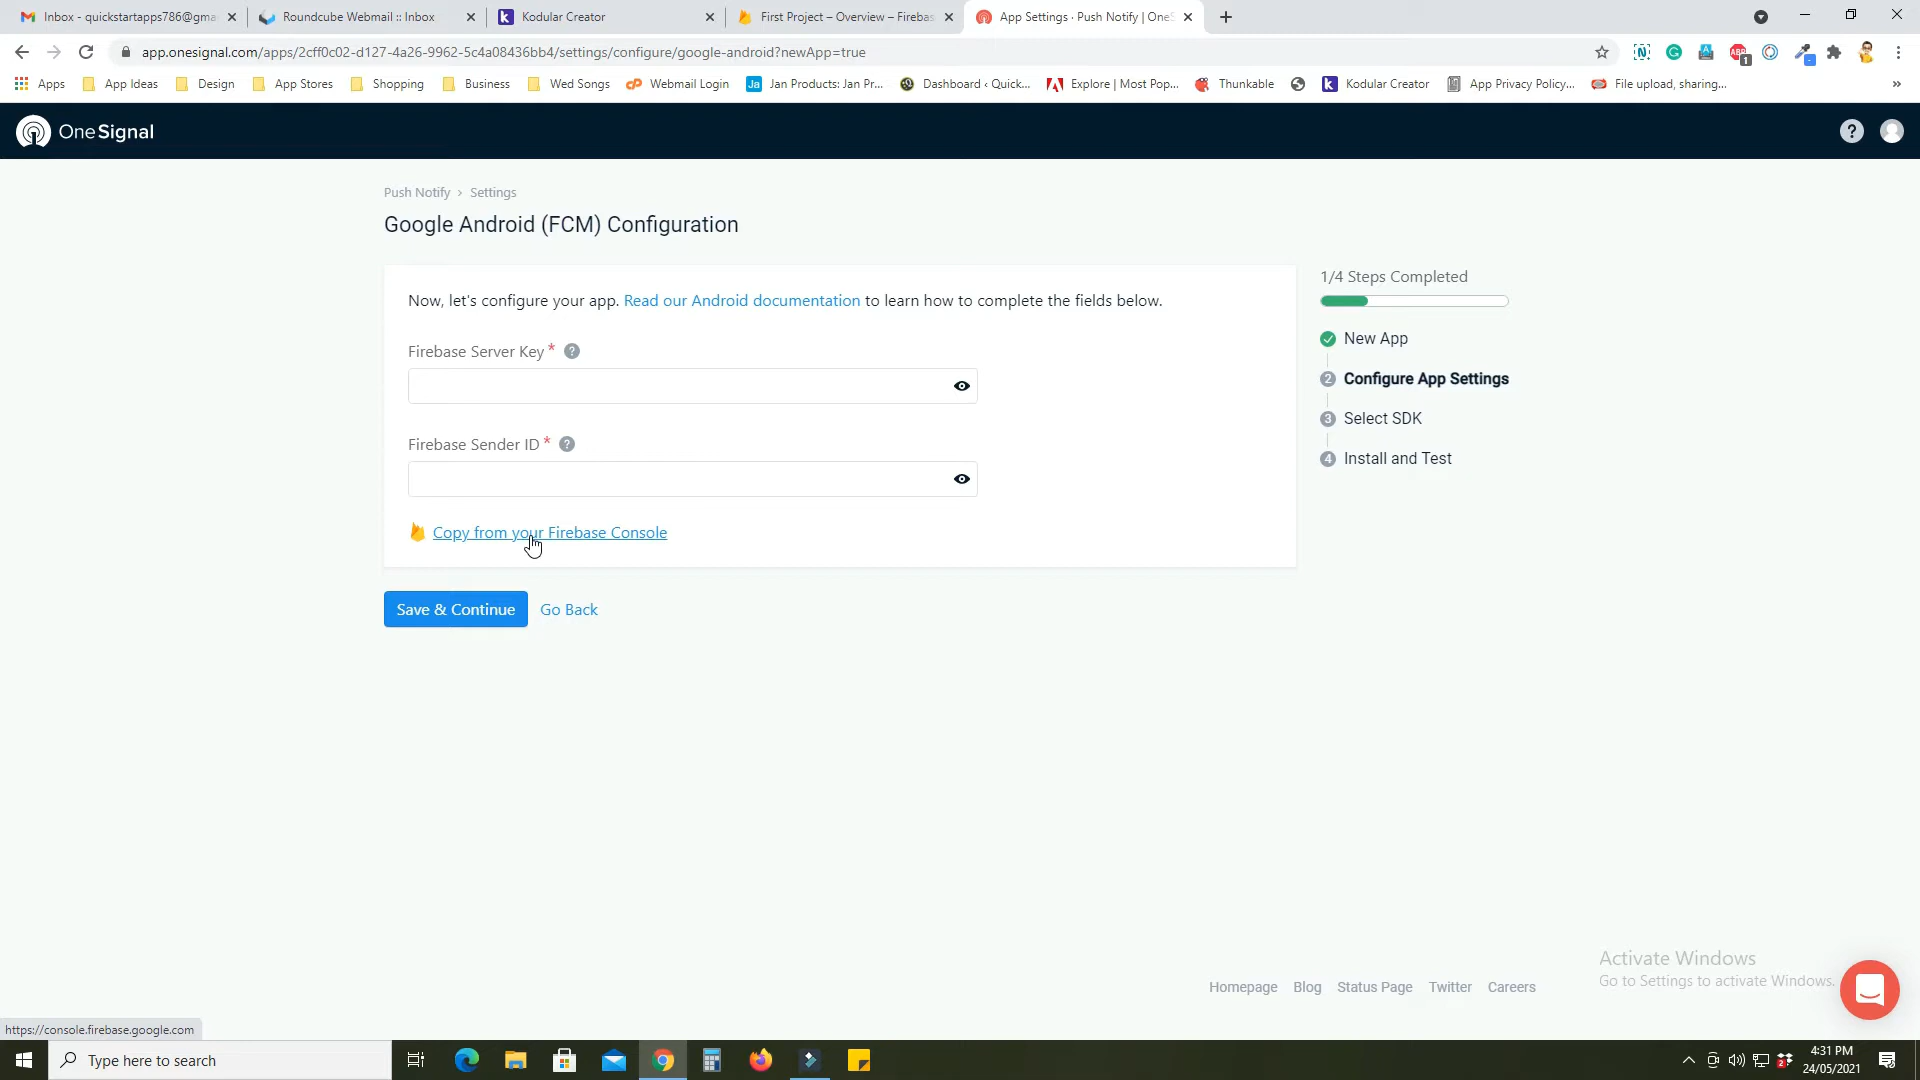 Inbox - quickstartapps786@gma
Roundcube Webmail :: Inbox
Kodular Creator
First Project – Overview – Firebas
App Settings · Push Notify | OneS
app.onesignal.com/apps/2cff0c02-d127-4a26-9962-5c4a08436bb4/settings/configure/google-android?newApp=true
Apps
App Ideas
Design
App Stores
Shopping
Business
Wed Songs
Webmail Login
Jan Products: Jan Pr...
Dashboard ‹ Quick...
Explore | Most Pop...
Thunkable
Kodular Creator
App Privacy Policy...
File upload, sharing...
»
OneSignal
?
Push Notify › Settings
Google Android (FCM) Configuration
Now, let's configure your app. Read our Android documentation to learn how to complete the fields below.
Firebase Server Key * ?
Firebase Sender ID * ?
Copy from your Firebase Console
Save & Continue
Go Back
1/4 Steps Completed
New App
2 Configure App Settings
3 Select SDK
4 Install and Test
Activate Windows
Go to Settings to activate Windows.
Homepage
Blog
Status Page
Twitter
Careers
https://console.firebase.google.com
Type here to search
4:31 PM
24/05/2021